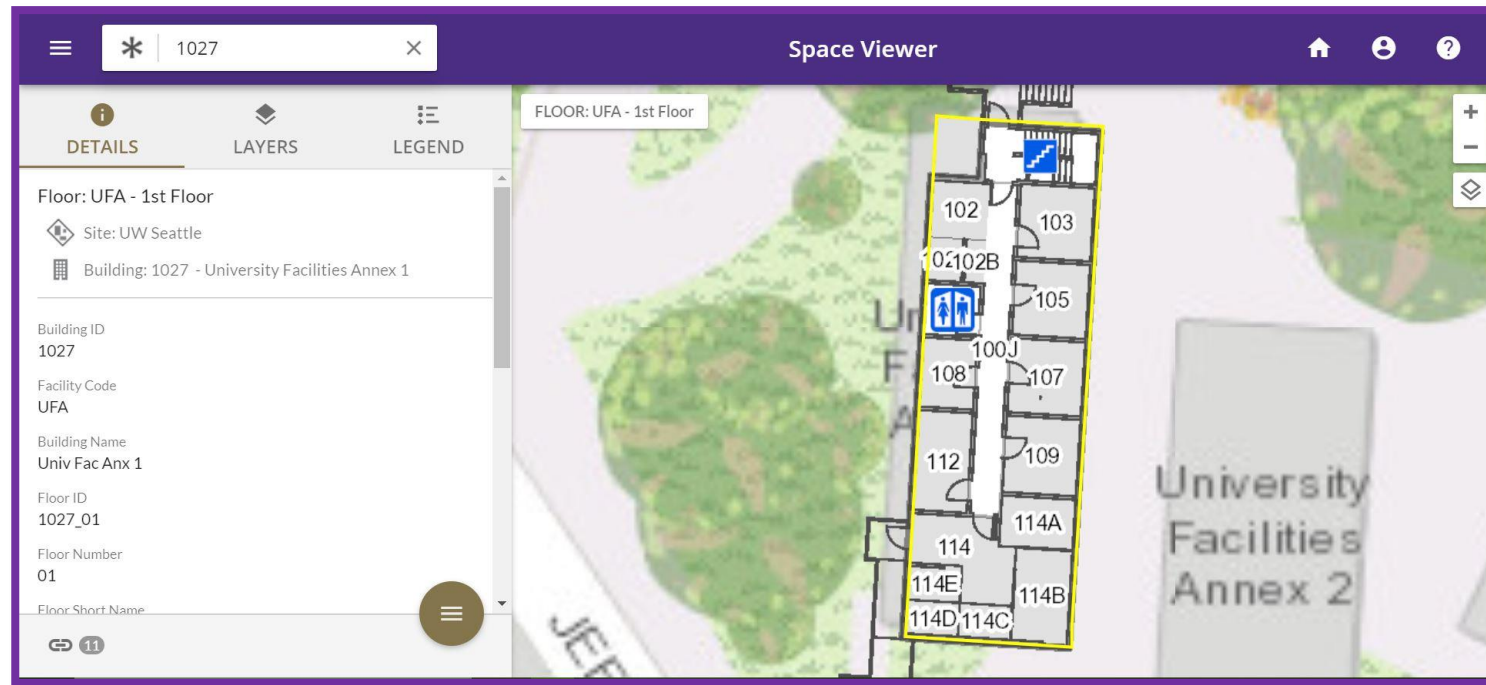 1027
Space Viewer
DETAILS
LAYERS
LEGEND
Floor: UFA - 1st Floor
Site: UW Seattle
Building: 1027 - University Facilities Annex 1
Building ID
1027
Facility Code
UFA
Building Name
Univ Fac Anx 1
Floor ID
1027_01
Floor Number
01
Floor Short Name
11
FLOOR: UFA - 1st Floor
102
103
102B
105
100J
108
107
112
109
114A
114
114E
114B
114D
114C
University
Facilities
Annex 2